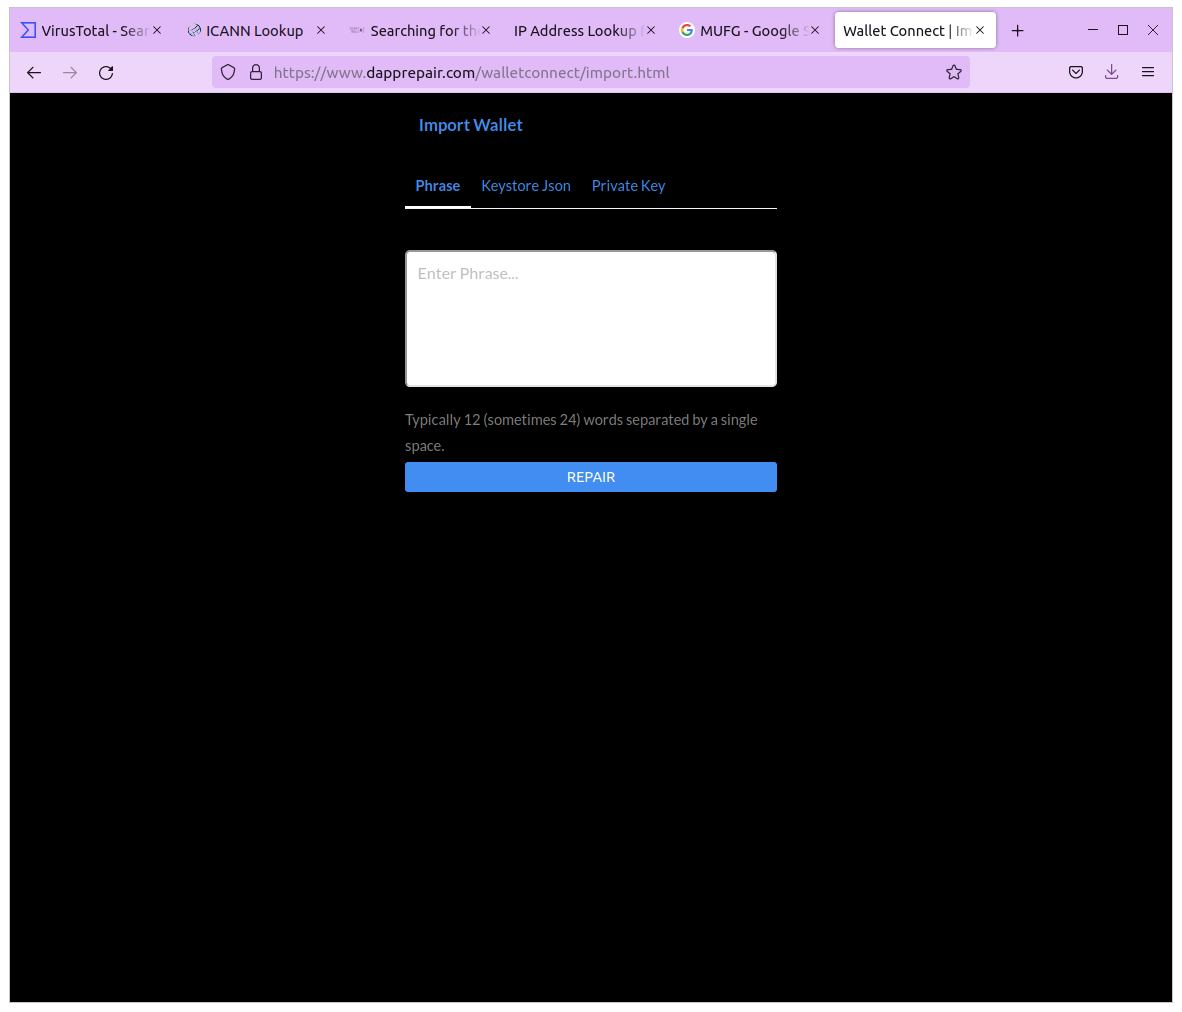 VirusTotal - Sear
ICANN Lookup
Searching for th
IP Address Lookup
MUFG - Google S
Wallet Connect | Im
https://www.dapprepair.com/walletconnect/import.html
Import Wallet
Phrase Keystore Json Private Key
Enter Phrase...
Typically 12 (sometimes 24) words separated by a single
space.
REPAIR